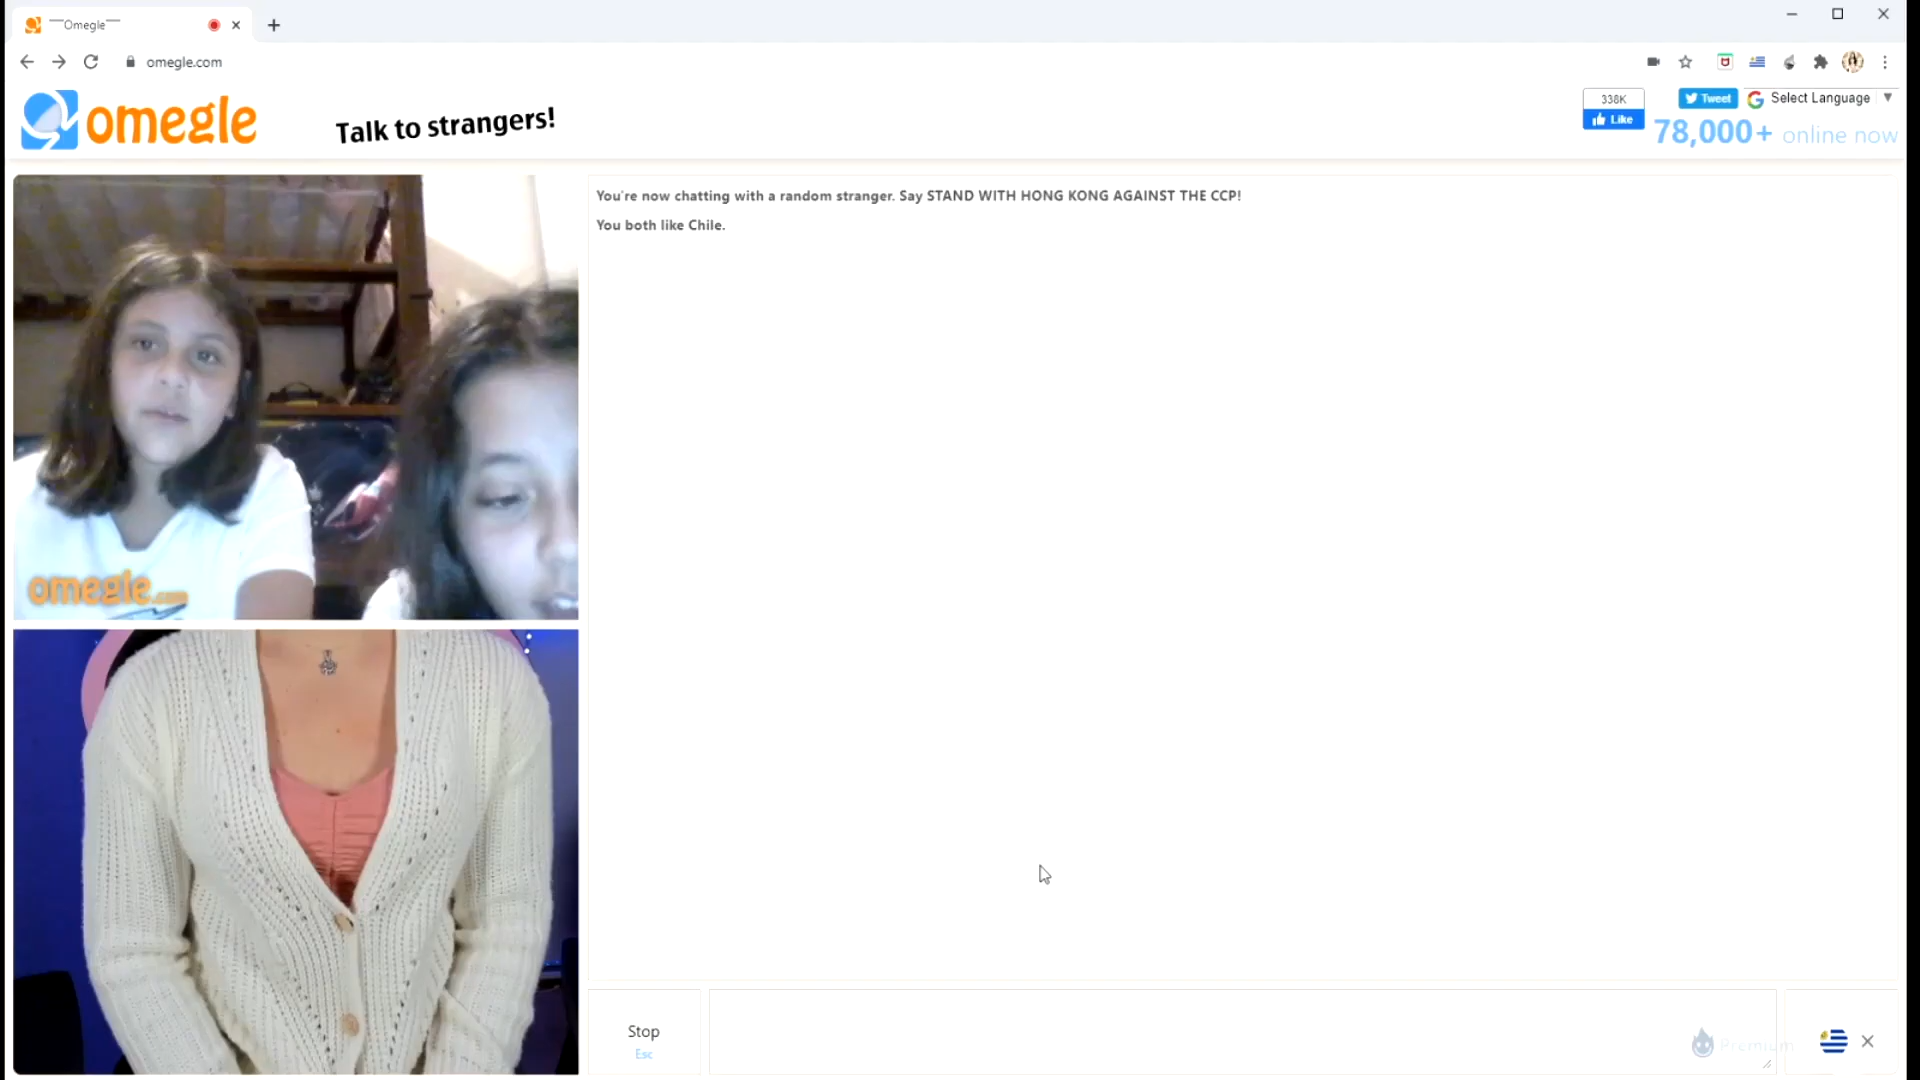 Omegle
omegle.com
omegle
Talk to strangers!
338K
Like
Tweet
Select Language
78,000+ online now
You're now chatting with a random stranger. Say STAND WITH HONG KONG AGAINST THE CCP!
You both like Chile.
omegle.com
Stop
Esc
Premium